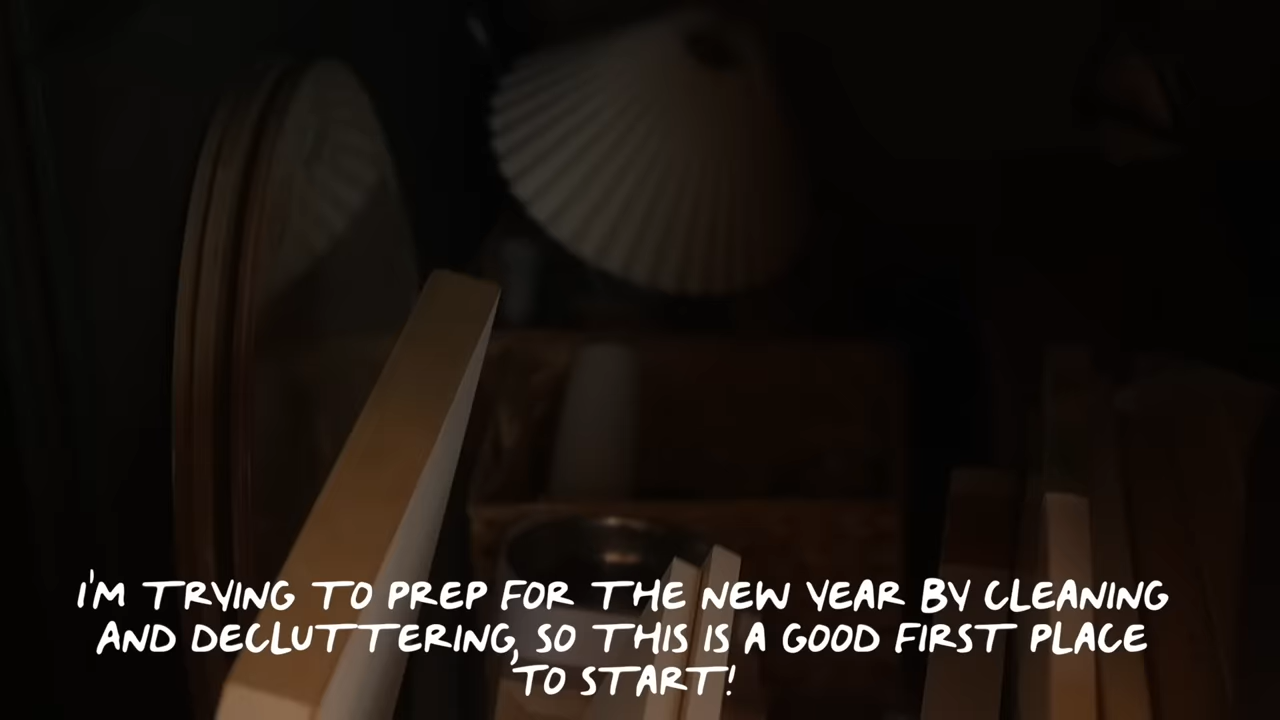 I'M TRYING TO PREP FOR THE NEW YEAR BY CLEANING
AND DECLUTTERING, SO THIS IS A GOOD FIRST PLACE
TO START!